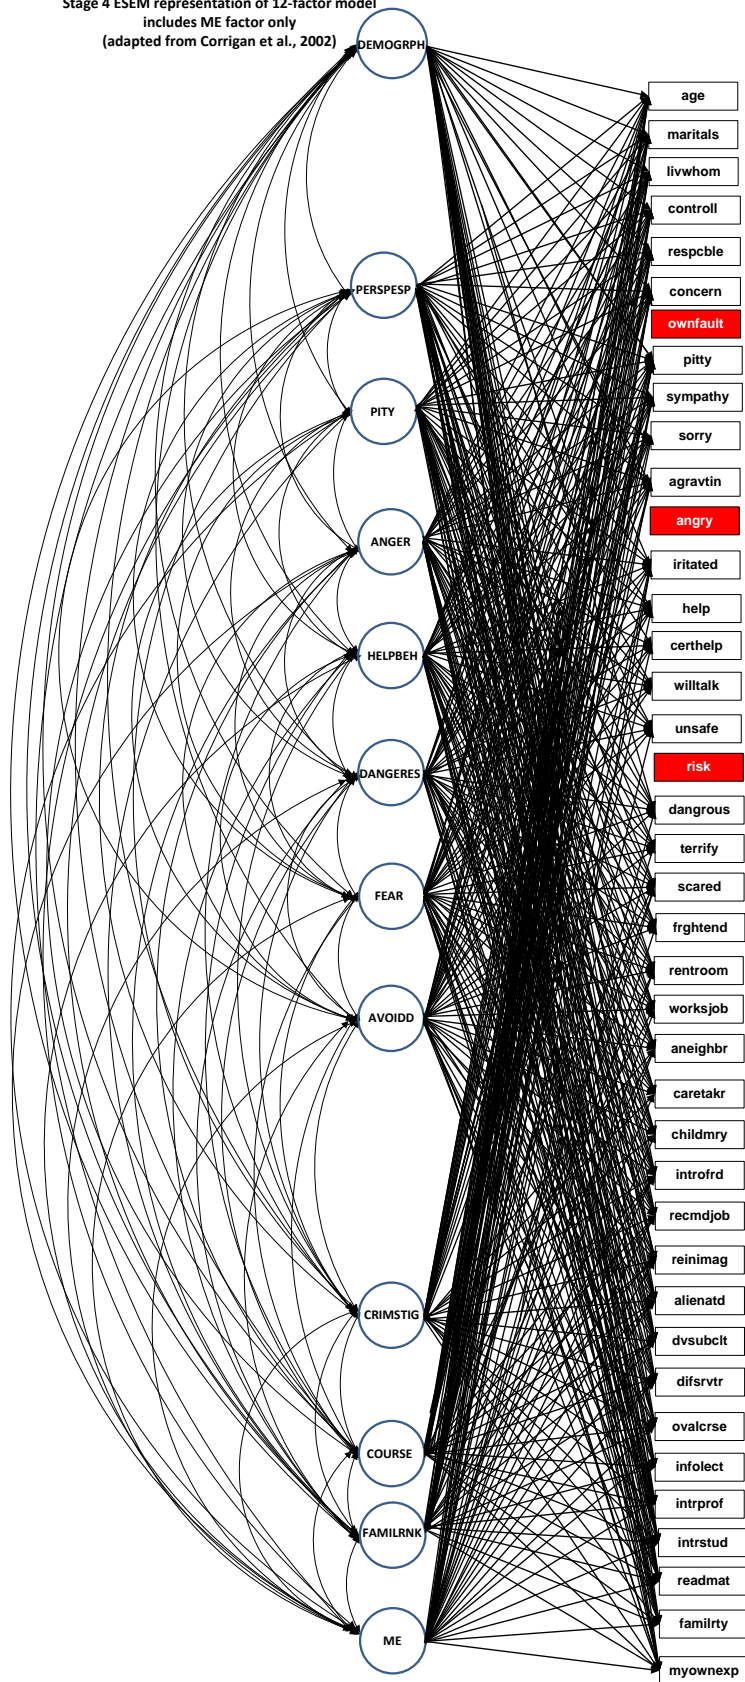 Stage 4 ESEM representation of 12-factor model
includes ME factor only
(adapted from Corrigan et al., 2002)
DEMOGRPH
PERSPESP
PITY
ANGER
HELPBEH
DANGERES
FEAR
AVOIDD
CRIMSTIG
COURSE
FAMILRNK
ME
age
maritals
livwhom
controll
respcble
concern
ownfault
pitty
sympathy
sorry
agravtin
angry
iritated
help
certhelp
willtalk
unsafe
risk
dangrous
terrify
scared
frghtend
rentroom
worksjob
aneighbr
caretakr
childmry
introfrd
recmdjob
reinimag
alienatd
dvsubclt
difsrvtr
ovalcrse
infolect
intrprof
intrstud
readmat
familrty
myownexp